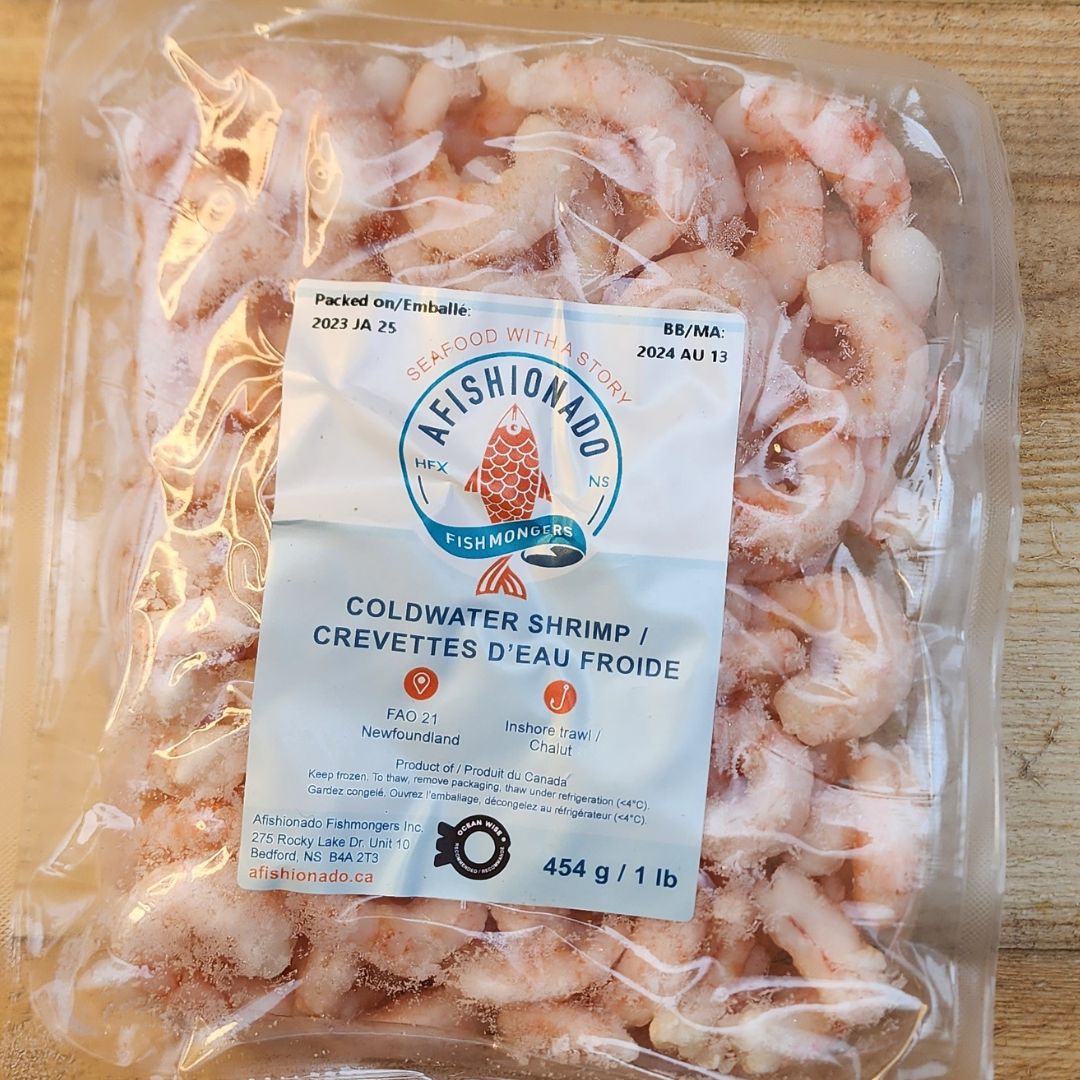 Packed on/Emballé:
2023 JA 25
BB/MA:
2024 AU 13
SEAFOOD WITH A STORY
AFISHIONADO
HFX
NS
FISHMONGERS
COLDWATER SHRIMP /
CREVETTES D'EAU FROIDE
FAO 21
Newfoundland
Inshore trawl /
Chalut
Product of / Produit du Canada
Keep frozen. To thaw, remove packaging, thaw under refrigeration (<4°C).
Gardez congelé. Ouvrez l'emballage, décongelez au réfrigérateur (<4°C).
Afishionado Fishmongers Inc.
275 Rocky Lake Dr. Unit 10
Bedford, NS B4A 2T3
afishionado.ca
OCEAN WISE
RECOMMENDED / RECOMMANDÉ
454 g / 1 lb